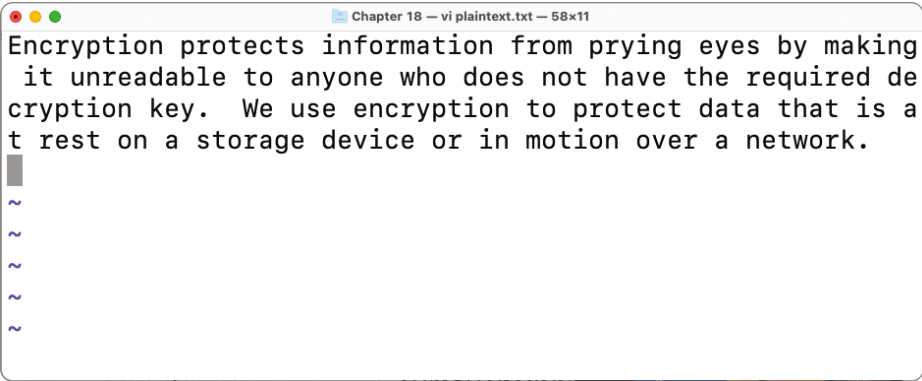 Chapter 18 — vi plaintext.txt — 58×11
Encryption protects information from prying eyes by making
 it unreadable to anyone who does not have the required de
cryption key.  We use encryption to protect data that is a
t rest on a storage device or in motion over a network.
~
~
~
~
~